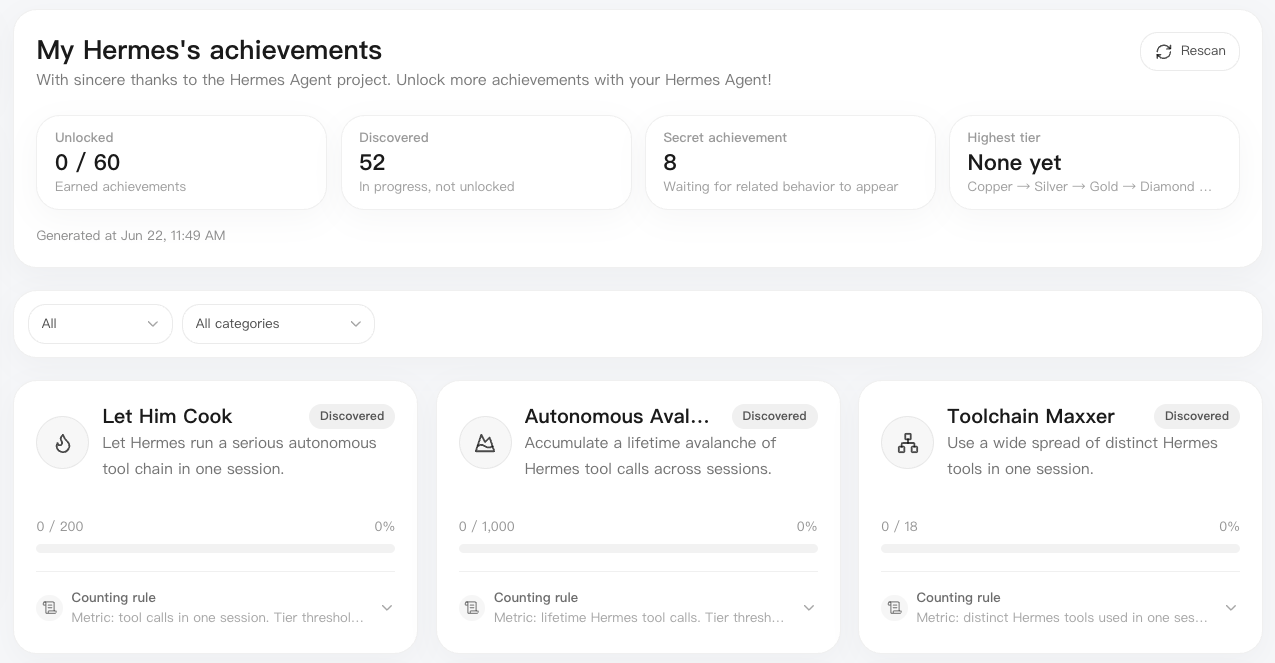 My Hermes's achievements
Rescan
With sincere thanks to the Hermes Agent project. Unlock more achievements with your Hermes Agent!
Unlocked
0 / 60
Earned achievements
Discovered
52
In progress, not unlocked
Secret achievement
8
Waiting for related behavior to appear
Highest tier
None yet
Copper → Silver → Gold → Diamond ...
Generated at Jun 22, 11:49 AM
All
All categories
Let Him Cook
Discovered
Let Hermes run a serious autonomous
tool chain in one session.
0 / 200
0%
Counting rule
Metric: tool calls in one session. Tier threshol...
Autonomous Aval...
Discovered
Accumulate a lifetime avalanche of
Hermes tool calls across sessions.
0 / 1,000
0%
Counting rule
Metric: lifetime Hermes tool calls. Tier thresh...
Toolchain Maxxer
Discovered
Use a wide spread of distinct Hermes
tools in one session.
0 / 18
0%
Counting rule
Metric: distinct Hermes tools used in one ses...